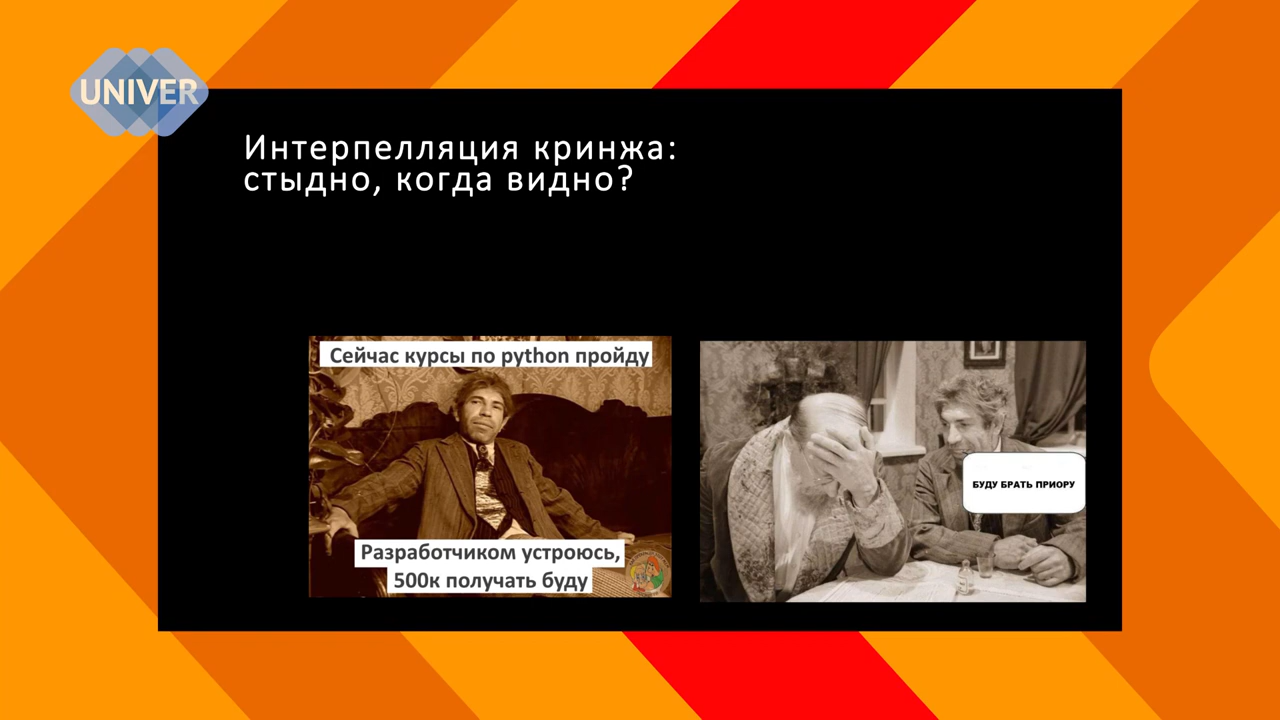 UNIVER
Интерпелляция кринжа:
стыдно, когда видно?
Сейчас курсы по python пройду
Разработчиком устроюсь,
500к получать буду
БУДУ БРАТЬ ПРИОРУ